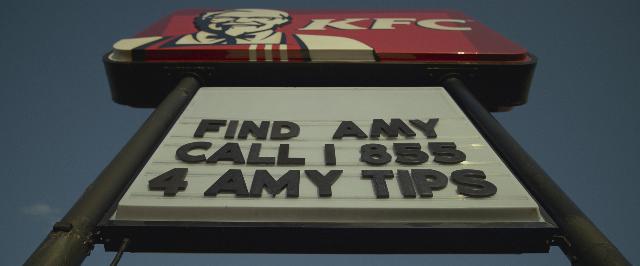 KFC
FIND AMY
CALL 1 855
4 AMY TIPS